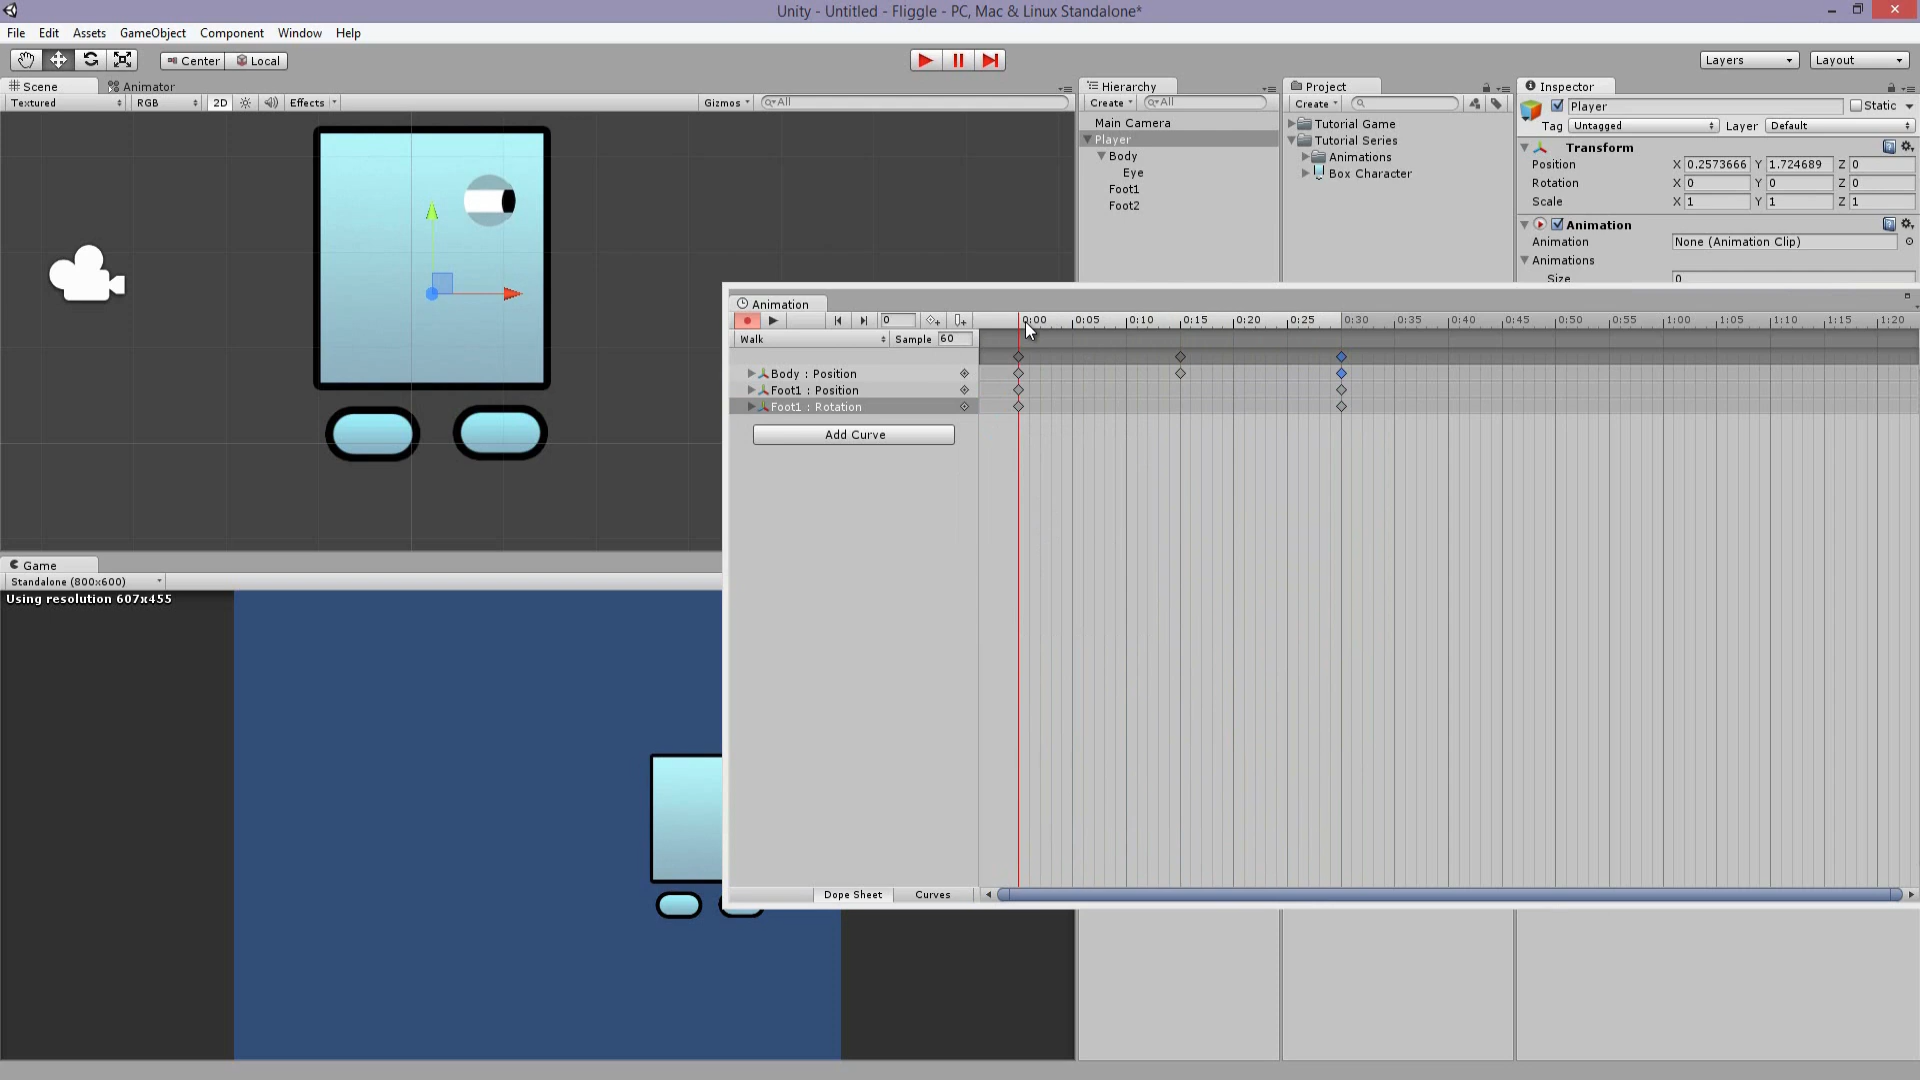 Unity - Untitled - Fliggle - PC, Mac & Linux Standalone*
File Edit Assets GameObject Component Window Help
Center Local Layers Layout
Scene Animator
Textured RGB 2D Effects Gizmos All
Hierarchy
Create All
Main Camera
Player
Body
Eye
Foot1
Foot2
Project
Create
Tutorial Game
Tutorial Series
Animations
Box Character
Inspector
Player Static
Tag Untagged Layer Default
Transform
Position X 0.2573666 Y 1.724689 Z 0
Rotation X 0 Y 0 Z 0
Scale X 1 Y 1 Z 1
Animation
Animation None (Animation Clip)
Animations
Size 0
Animation
0 0:00 0:05 0:10 0:15 0:20 0:25 0:30 0:35 0:40 0:45 0:50 0:55 1:00 1:05 1:10 1:15 1:20
Walk Sample 60
Body : Position
Foot1 : Position
Foot1 : Rotation
Add Curve
Dope Sheet Curves
Game
Standalone (800x600)
Using resolution 607x455